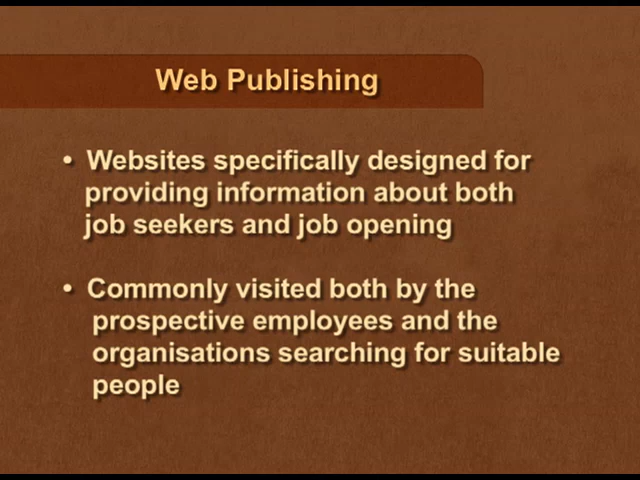 Web Publishing
• Websites specifically designed for
providing information about both
job seekers and job opening
• Commonly visited both by the
prospective employees and the
organisations searching for suitable
people